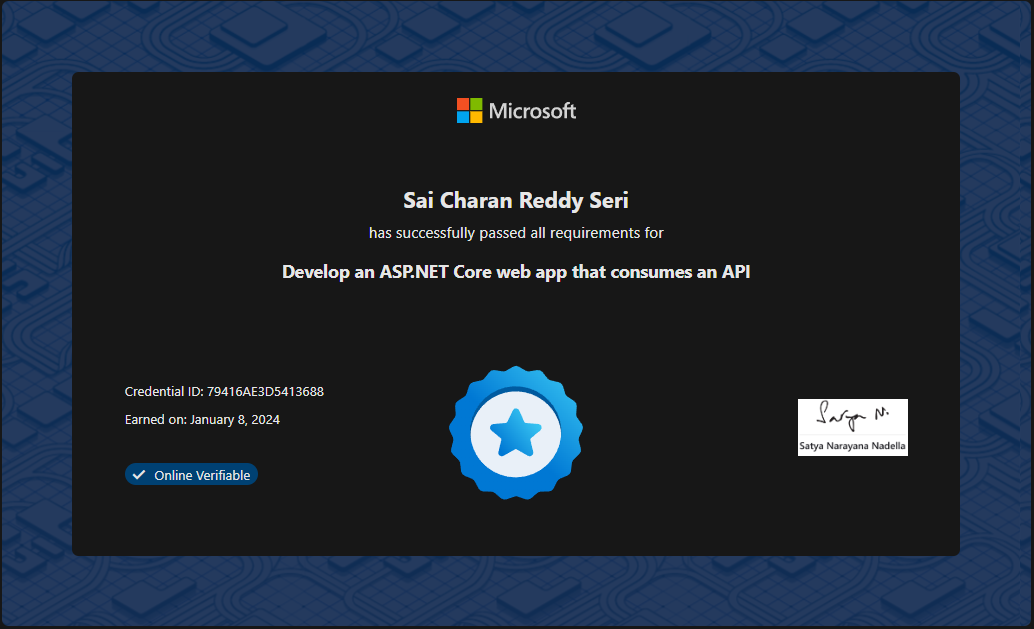 Microsoft
Sai Charan Reddy Seri
has successfully passed all requirements for
Develop an ASP.NET Core web app that consumes an API
Credential ID: 79416AE3D5413688
Earned on: January 8, 2024
Online Verifiable
Satya N.
Satya Narayana Nadella